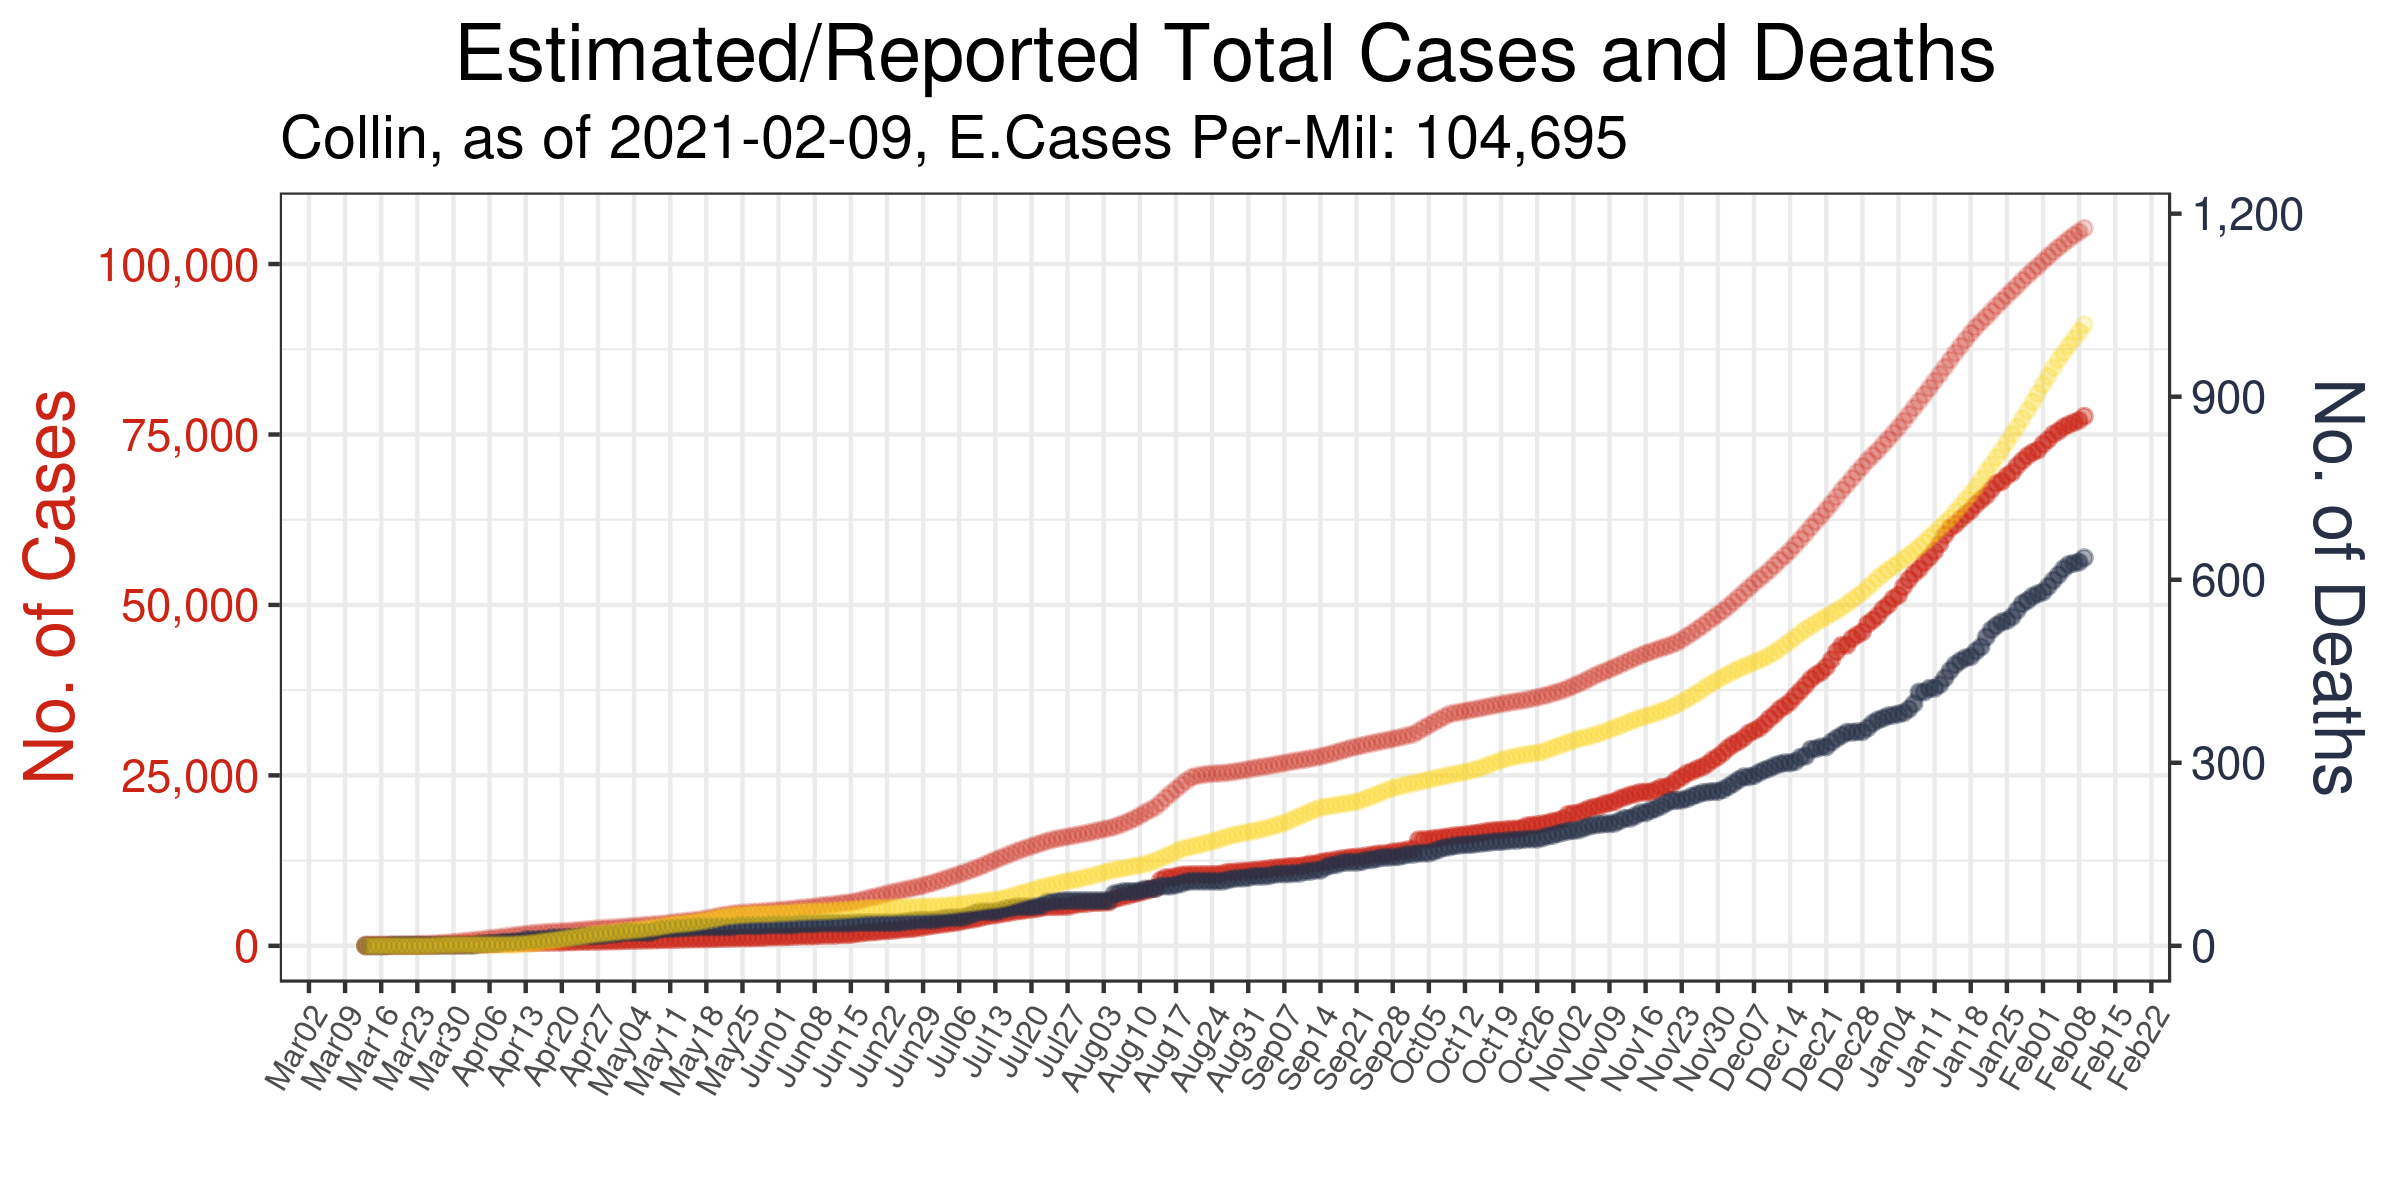 Estimated/Reported Total Cases and Deaths
Collin, as of 2021-02-09, E.Cases Per-Mil: 104,695
No. of Cases
100,000
75,000
50,000
25,000
0
1,200
900
600
300
0
No. of Deaths
Mar02
Mar09
Mar16
Mar23
Mar30
Apr06
Apr13
Apr20
Apr27
May04
May11
May18
May25
Jun01
Jun08
Jun15
Jun22
Jun29
Jul06
Jul13
Jul20
Jul27
Aug03
Aug10
Aug17
Aug24
Aug31
Sep07
Sep14
Sep21
Sep28
Oct05
Oct12
Oct19
Oct26
Nov02
Nov09
Nov16
Nov23
Nov30
Dec07
Dec14
Dec21
Dec28
Jan04
Jan11
Jan18
Jan25
Feb01
Feb08
Feb15
Feb22